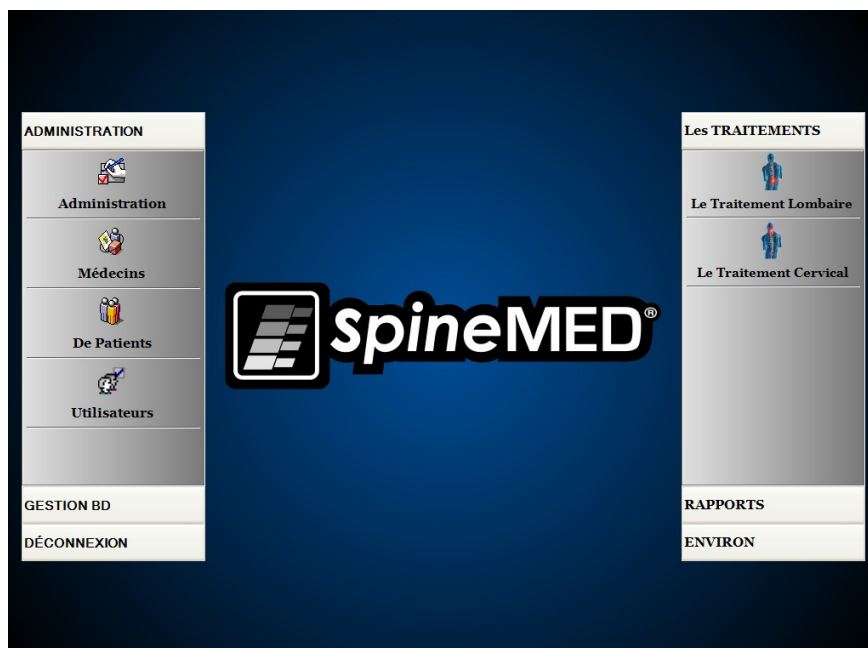 ADMINISTRATION
Administration
Médecins
De Patients
Utilisateurs
GESTION BD
DÉCONNEXION
SpineMED®
Les TRAITEMENTS
Le Traitement Lombaire
Le Traitement Cervical
RAPPORTS
ENVIRON